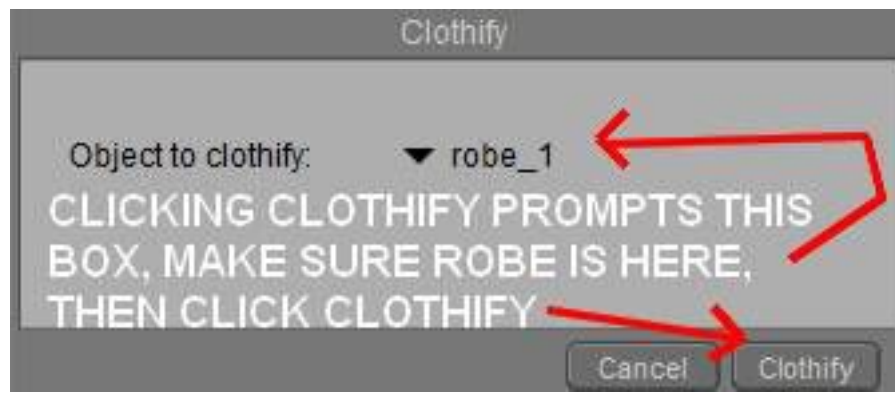 Clothify
Object to clothify: robe_1
CLICKING CLOTHIFY PROMPTS THIS
BOX, MAKE SURE ROBE IS HERE,
THEN CLICK CLOTHIFY
Cancel Clothify